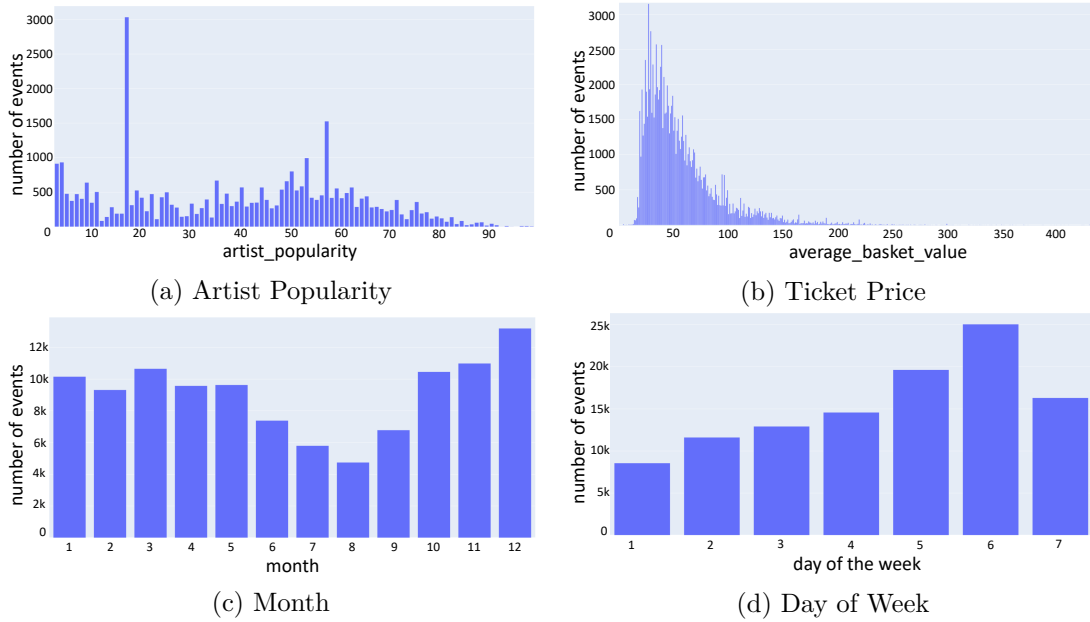 number of events
3000
2500
2000
1500
1000
500
0
10 20 30 40 50 60 70 80 90
artist_popularity
(a) Artist Popularity
number of events
3000
2500
2000
1500
1000
500
0
50 100 150 200 250 300 350 400
average_basket_value
(b) Ticket Price
number of events
12k
10k
8k
6k
4k
2k
0
1 2 3 4 5 6 7 8 9 10 11 12
month
(c) Month
number of events
25k
20k
15k
10k
5k
0
1 2 3 4 5 6 7
day of the week
(d) Day of Week